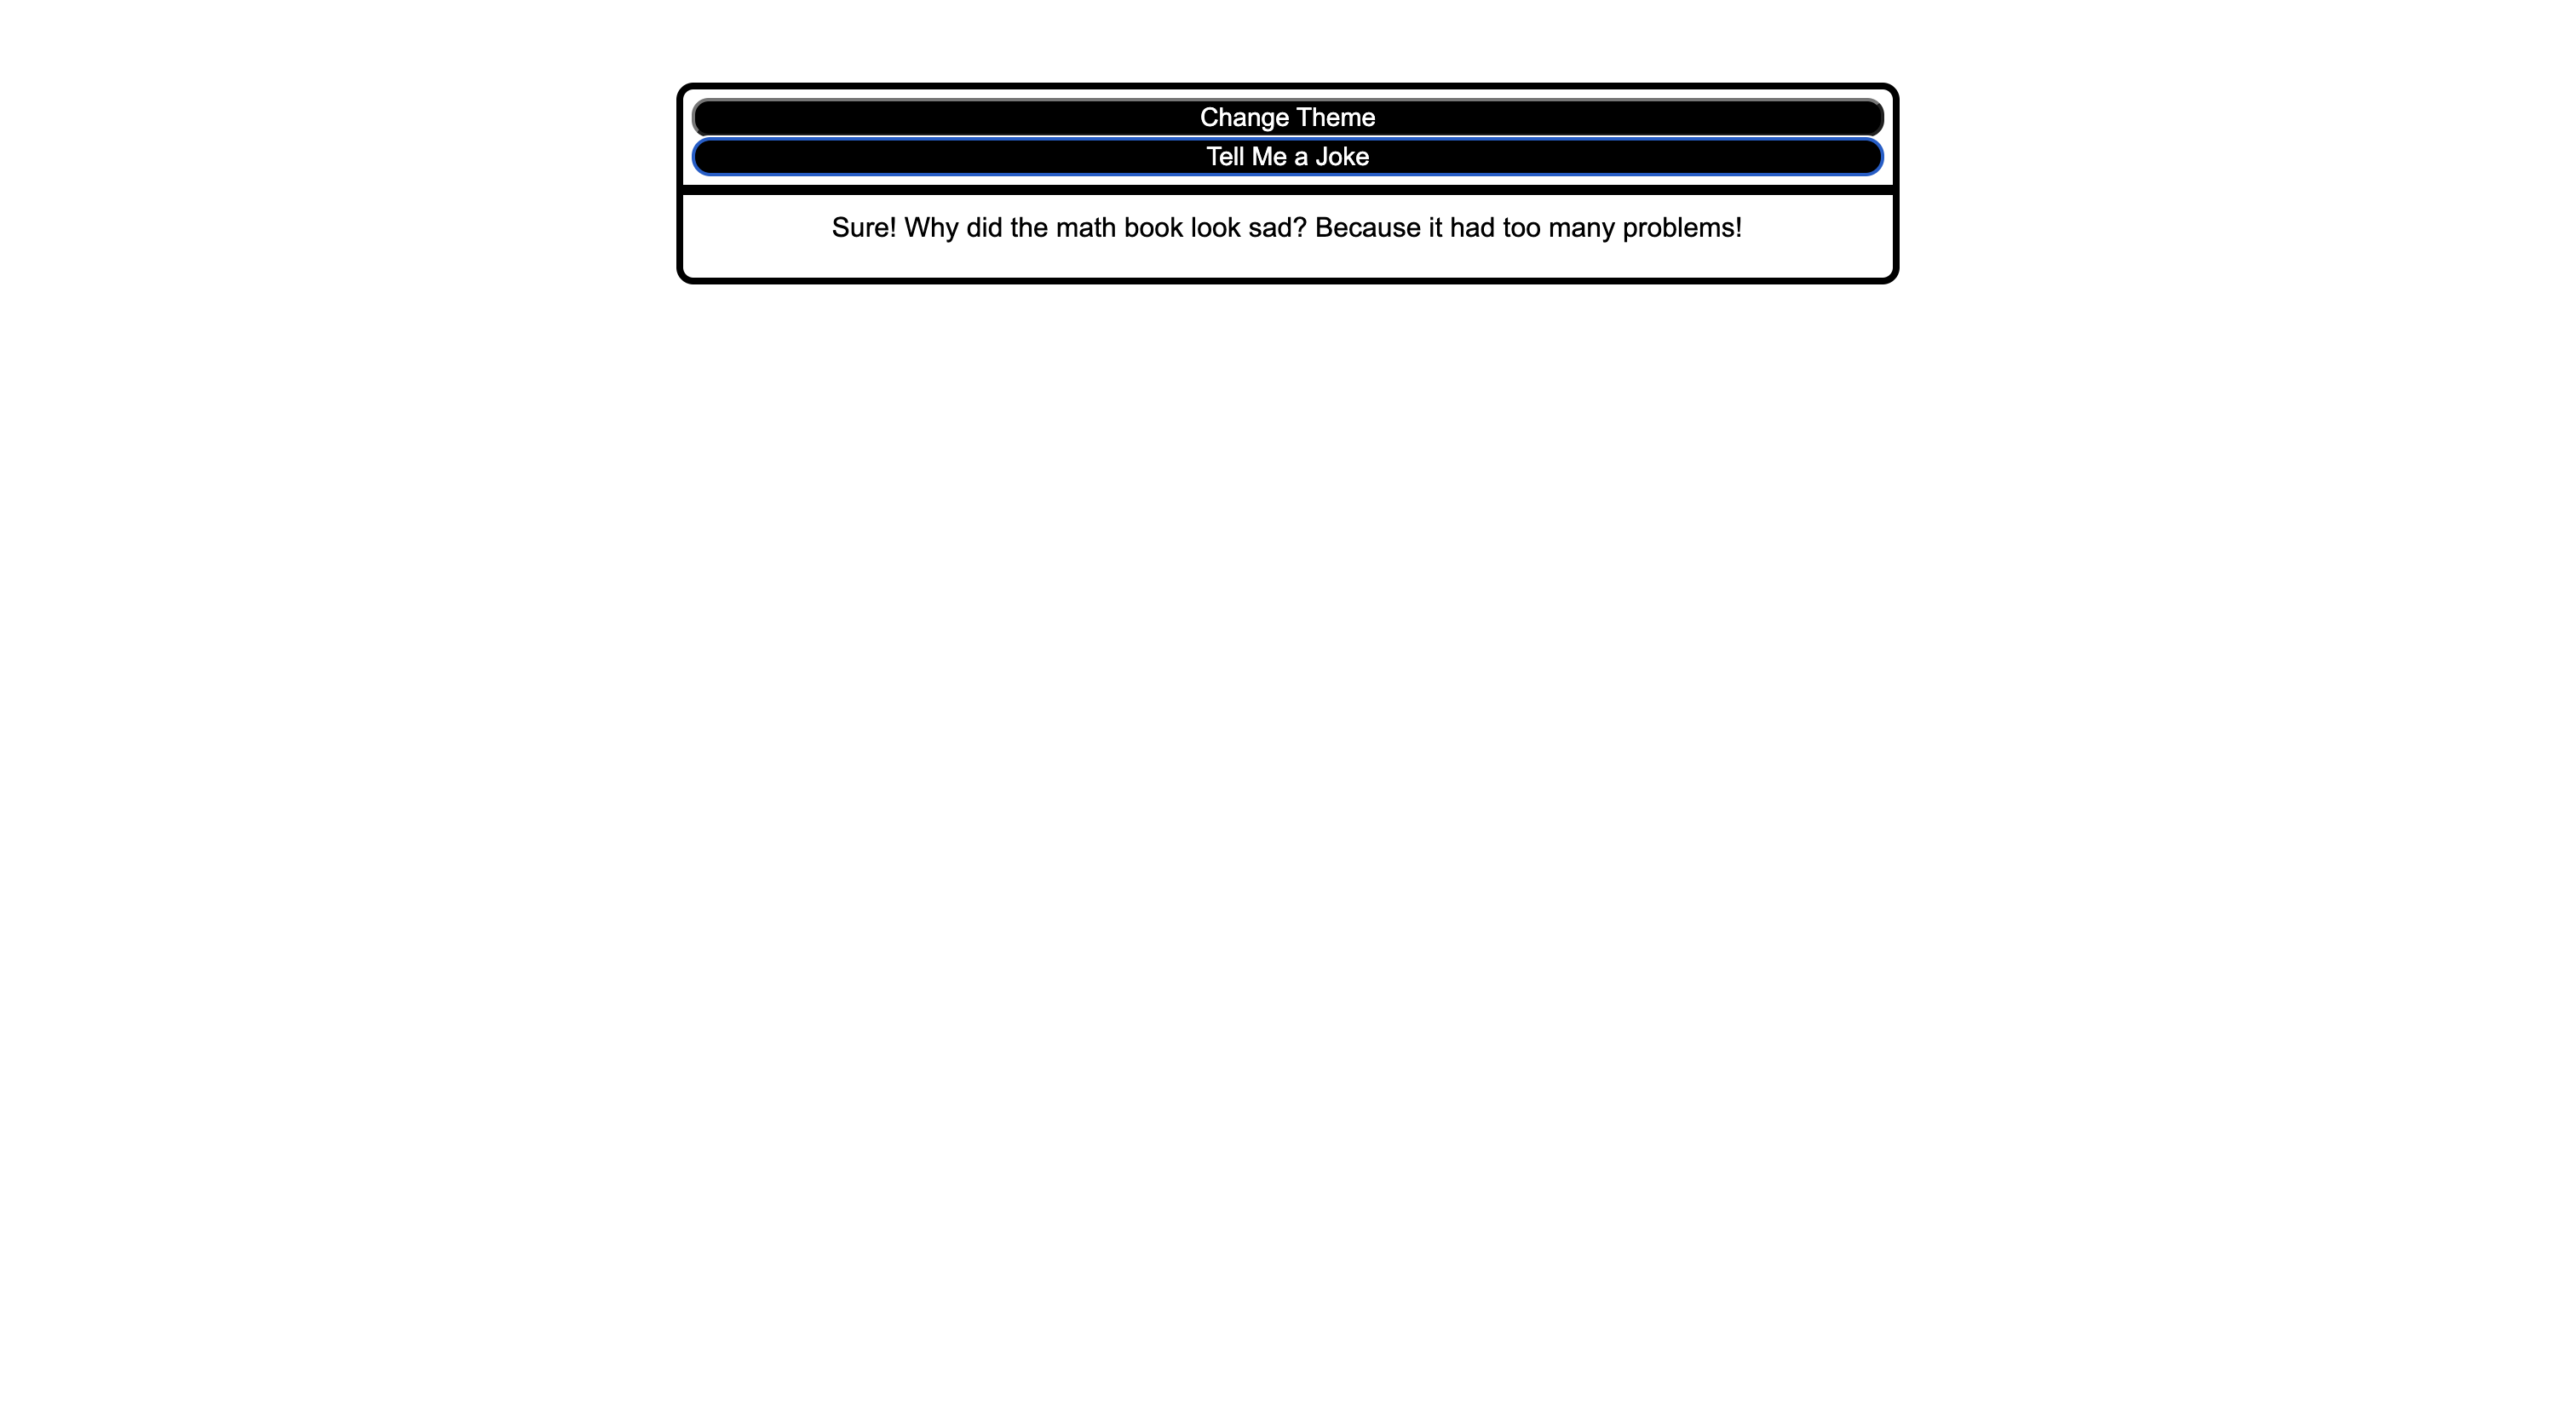 Change Theme
Tell Me a Joke
Sure! Why did the math book look sad? Because it had too many problems!